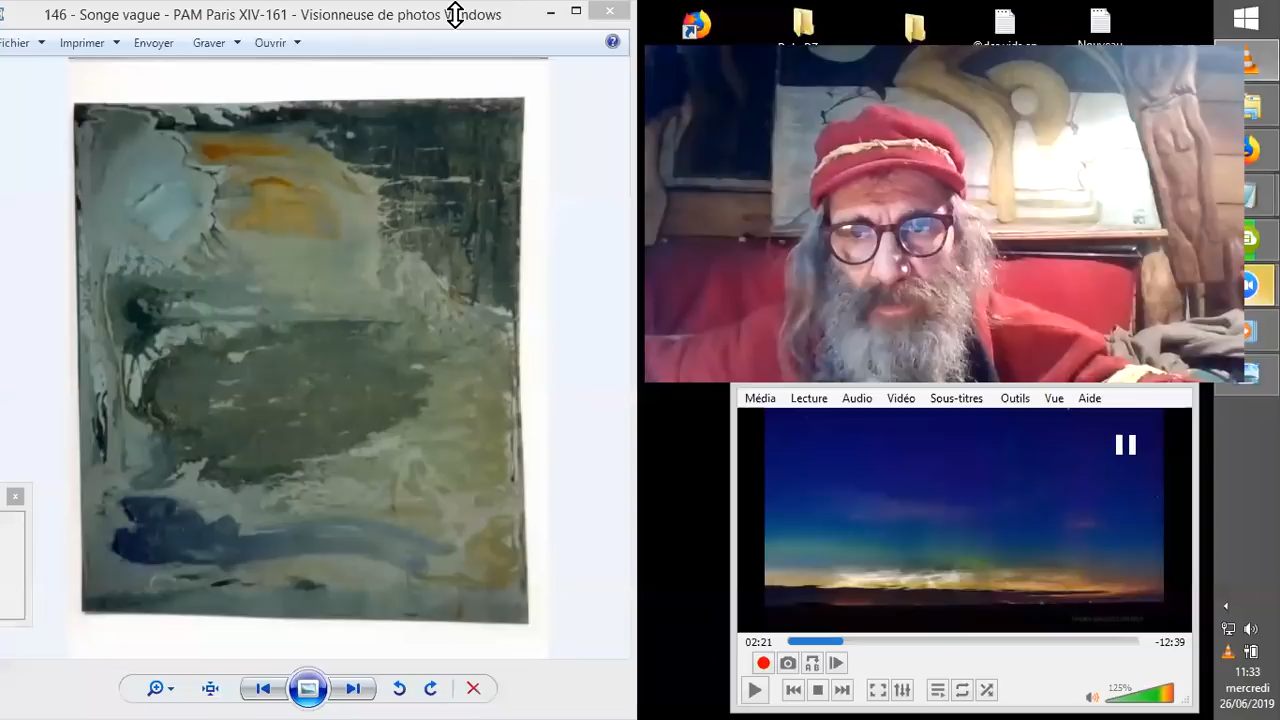 146 - Songe vague - PAM Paris XIV-161 - Visionneuse de photos Windows
Fichier Imprimer Envoyer Graver Ouvrir
Nouveau
Média Lecture Audio Vidéo Sous-titres Outils Vue Aide
02:21
-12:39
A B
125%
11:33
mercredi
26/06/2019